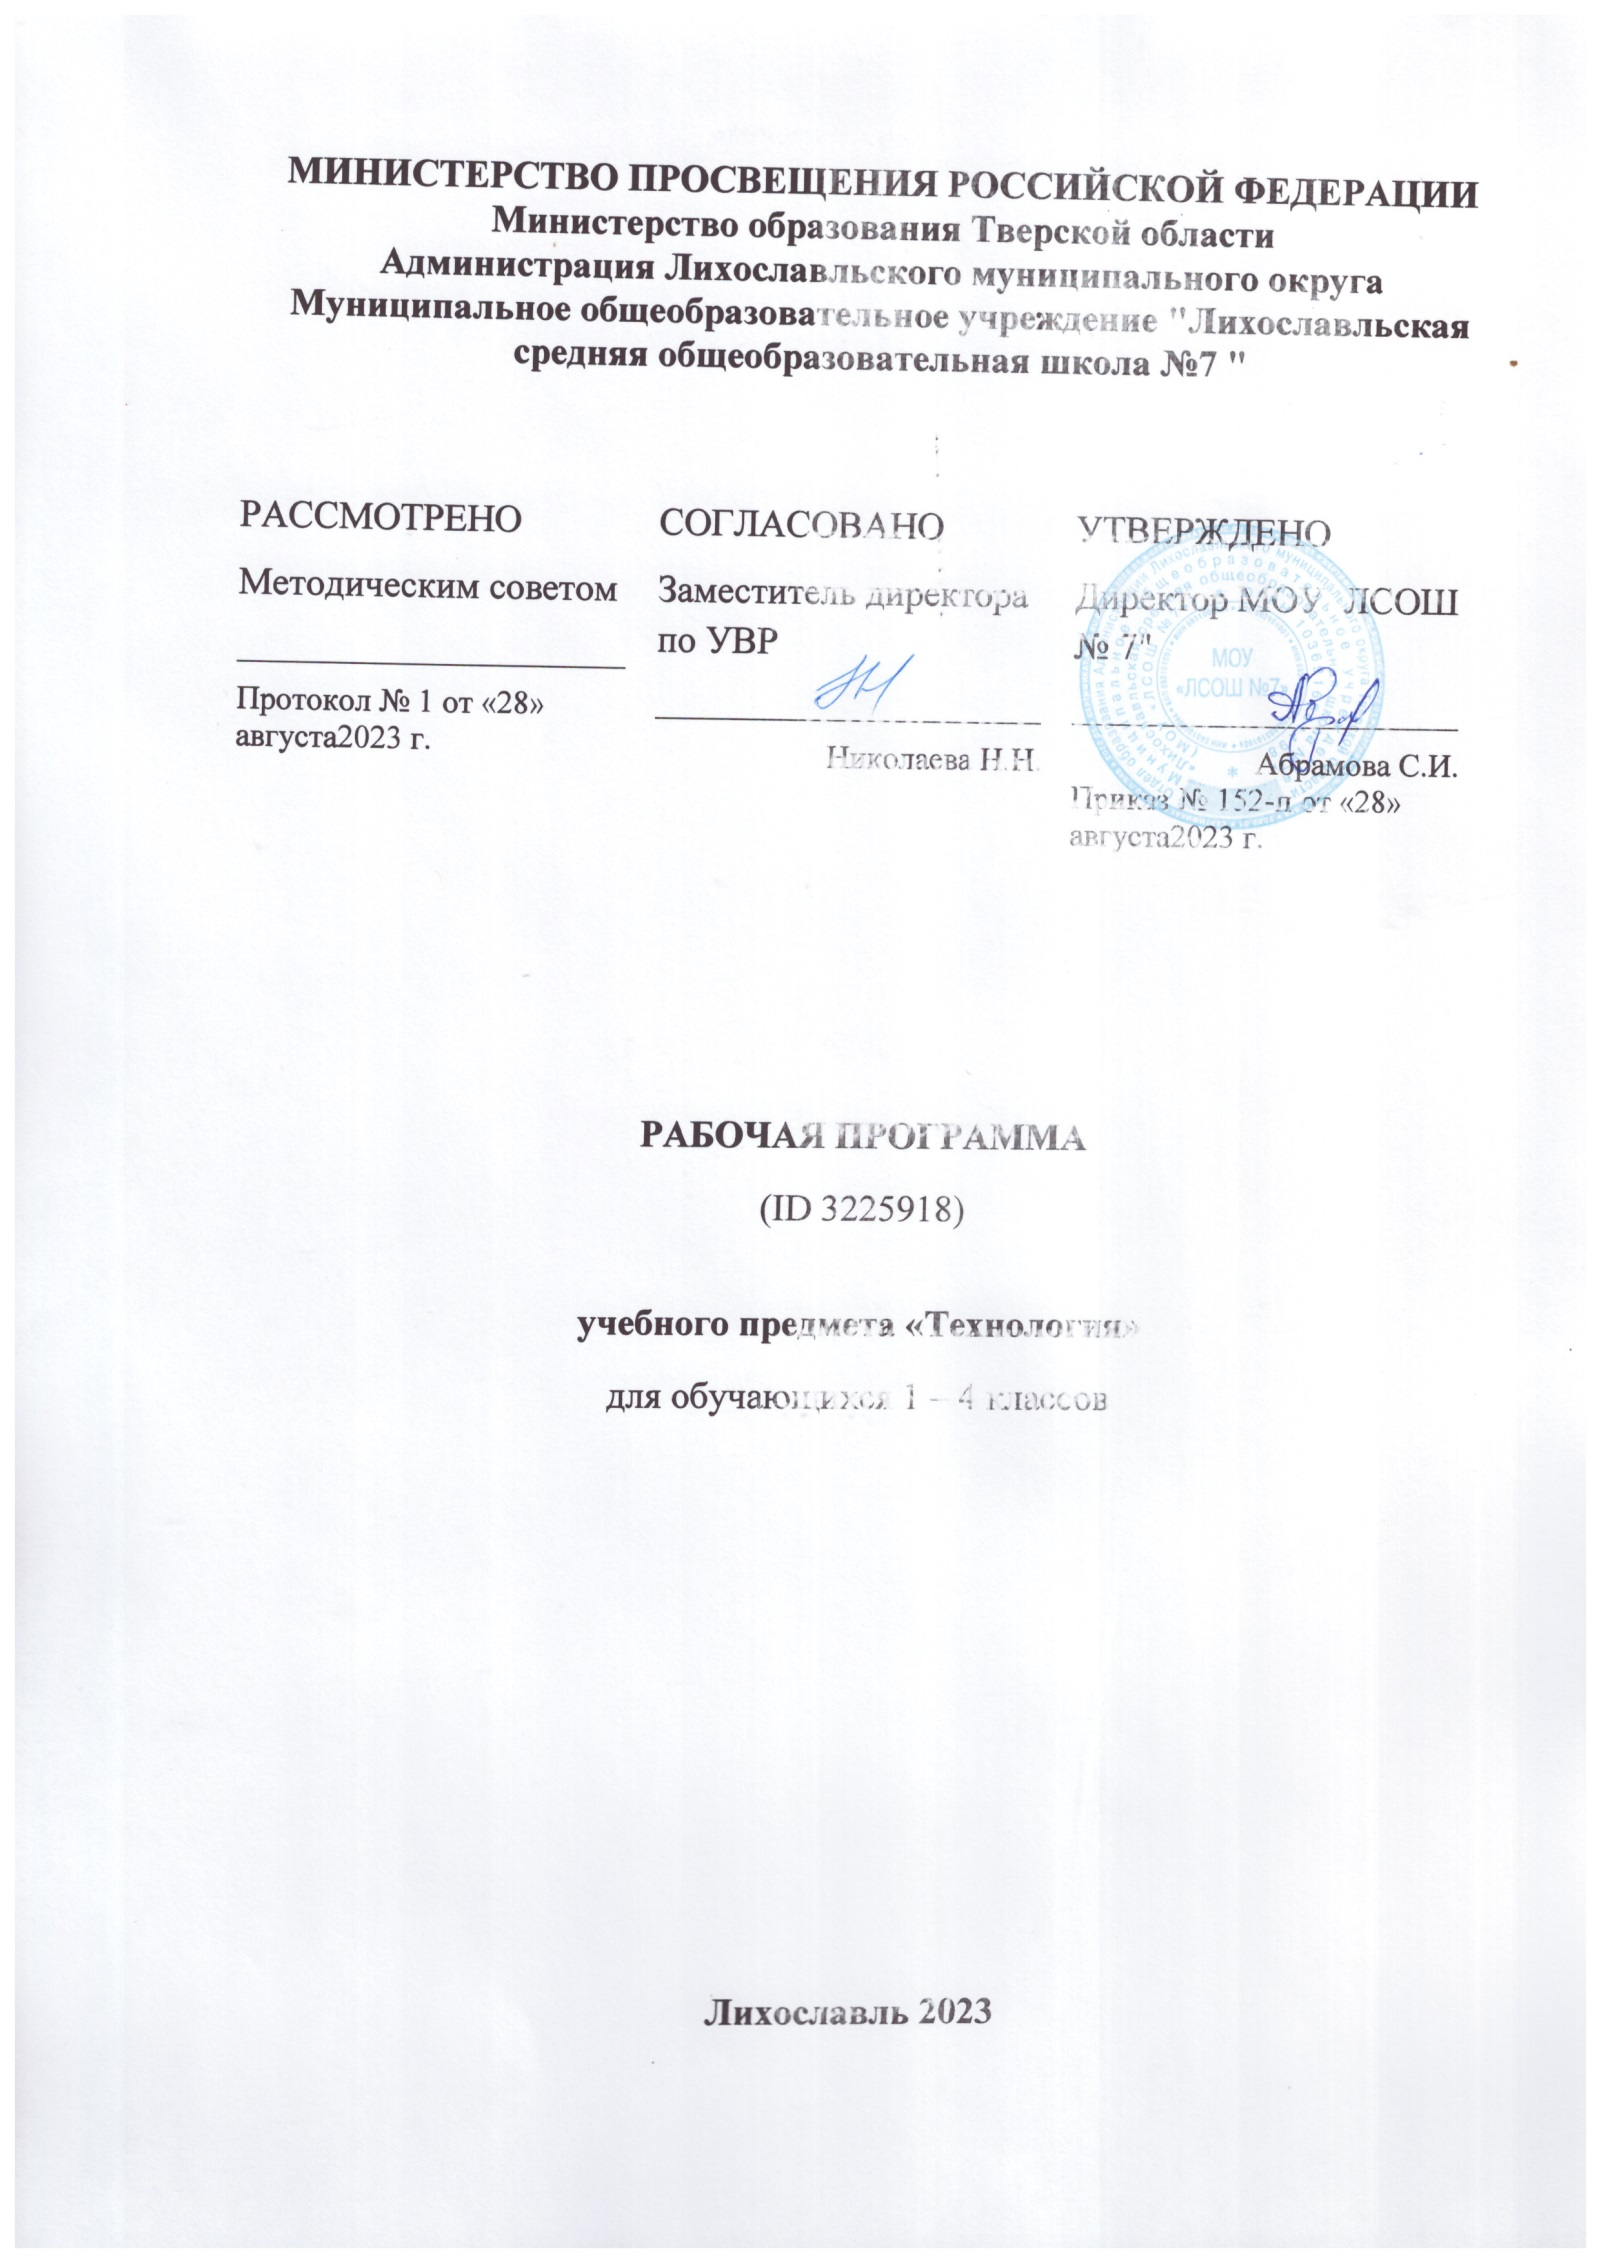 МИНИСТЕРСТВО ПРОСВЕЩЕНИЯ РОССИЙСКОЙ ФЕДЕРАЦИИ
Министерство образования Тверской области
Администрация Лихославльского муниципального округа
Муниципальное общеобразовательное учреждение "Лихославльская
средняя общеобразовательная школа №7 "
РАССМОТРЕНО
Методическим советом
Протокол № 1 от «28»
августа2023 г.
СОГЛАСОВАНО
Заместитель директора
по УВР
Николаева Н.Н.
УТВЕРЖДЕНО
Директор МОУ ЛСОШ
№ 7"
МОУ
«ЛСОШ №7»
Абрамова С.И.
Приказ № 152-п от «28»
августа2023 г.
РАБОЧАЯ ПРОГРАММА
(ID 3225918)
учебного предмета «Технология»
для обучающихся 1 – 4 классов
Лихославль 2023